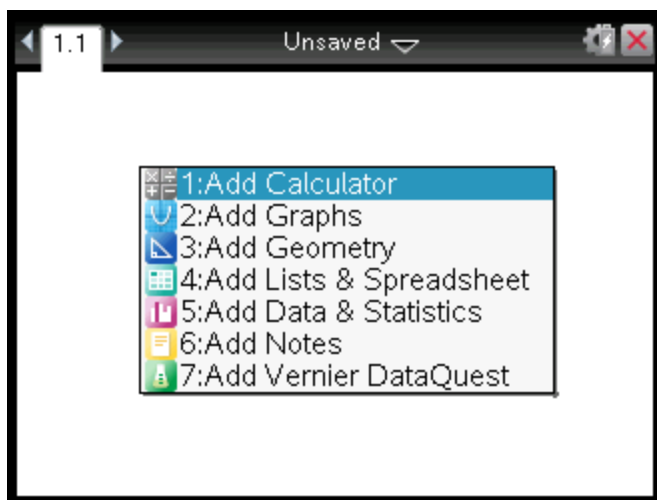 1.1 Unsaved
1:Add Calculator
2:Add Graphs
3:Add Geometry
4:Add Lists & Spreadsheet
5:Add Data & Statistics
6:Add Notes
7:Add Vernier DataQuest